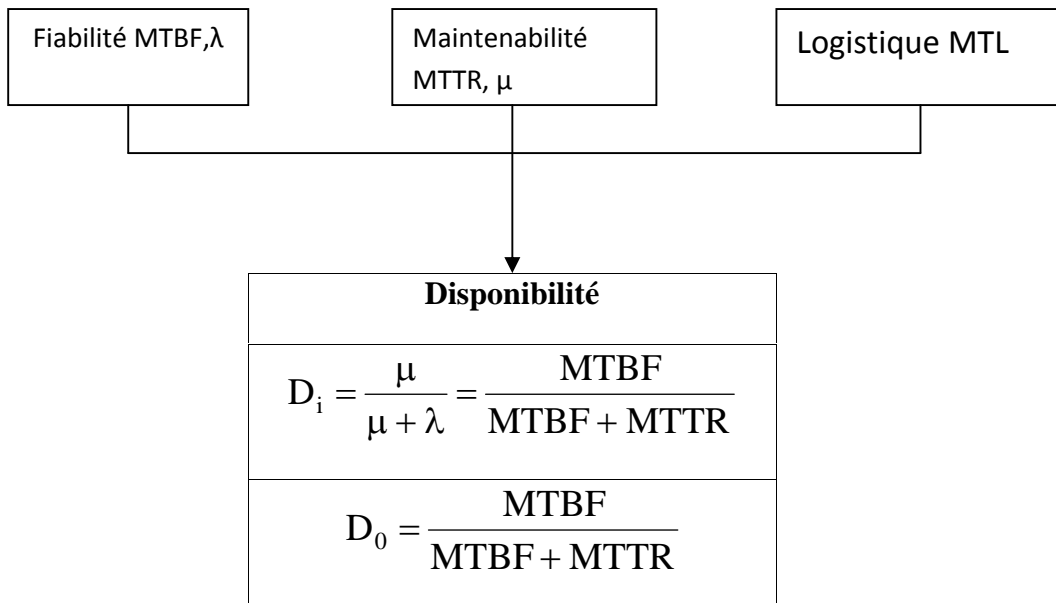 Fiabilité MTBF,λ
Maintenabilité
MTTR, µ
Logistique MTL
Disponibilité
D_i = µ / (µ + λ) = MTBF / (MTBF + MTTR)
D_0 = MTBF / (MTBF + MTTR)